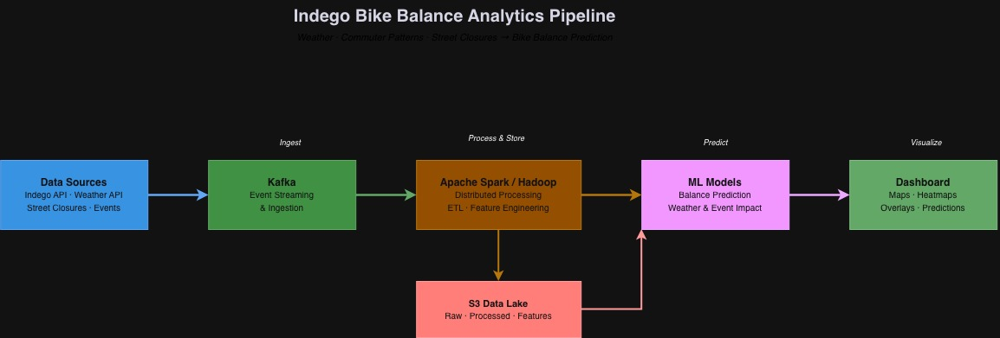 Indego Bike Balance Analytics Pipeline
Weather · Commuter Patterns · Street Closures → Bike Balance Prediction
Ingest
Process & Store
Predict
Visualize
Data Sources
Indego API · Weather API
Street Closures · Events
Kafka
Event Streaming
& Ingestion
Apache Spark / Hadoop
Distributed Processing
ETL · Feature Engineering
ML Models
Balance Prediction
Weather & Event Impact
Dashboard
Maps · Heatmaps
Overlays · Predictions
S3 Data Lake
Raw · Processed · Features